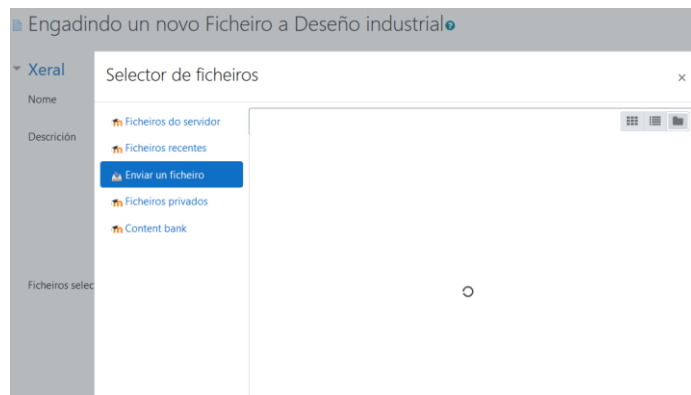 Engadindo un novo Ficheiro a Deseño industrial
Xeral
Selector de ficheiros
Nome
Ficheiros do servidor
Descrición
Ficheiros recentes
Enviar un ficheiro
Ficheiros privados
Content bank
Ficheiros selec